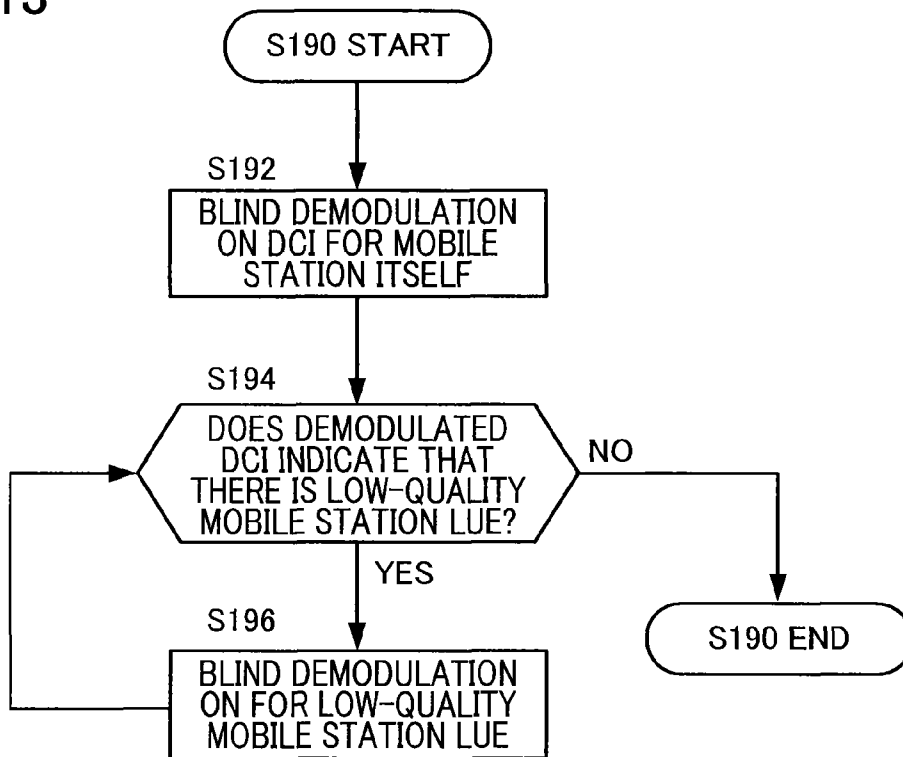 S190 START
S192
BLIND DEMODULATION
ON DCI FOR MOBILE
STATION ITSELF
S194
DOES DEMODULATED
DCI INDICATE THAT
THERE IS LOW-QUALITY
MOBILE STATION LUE?
NO
YES
S190 END
S196
BLIND DEMODULATION
ON FOR LOW-QUALITY
MOBILE STATION LUE